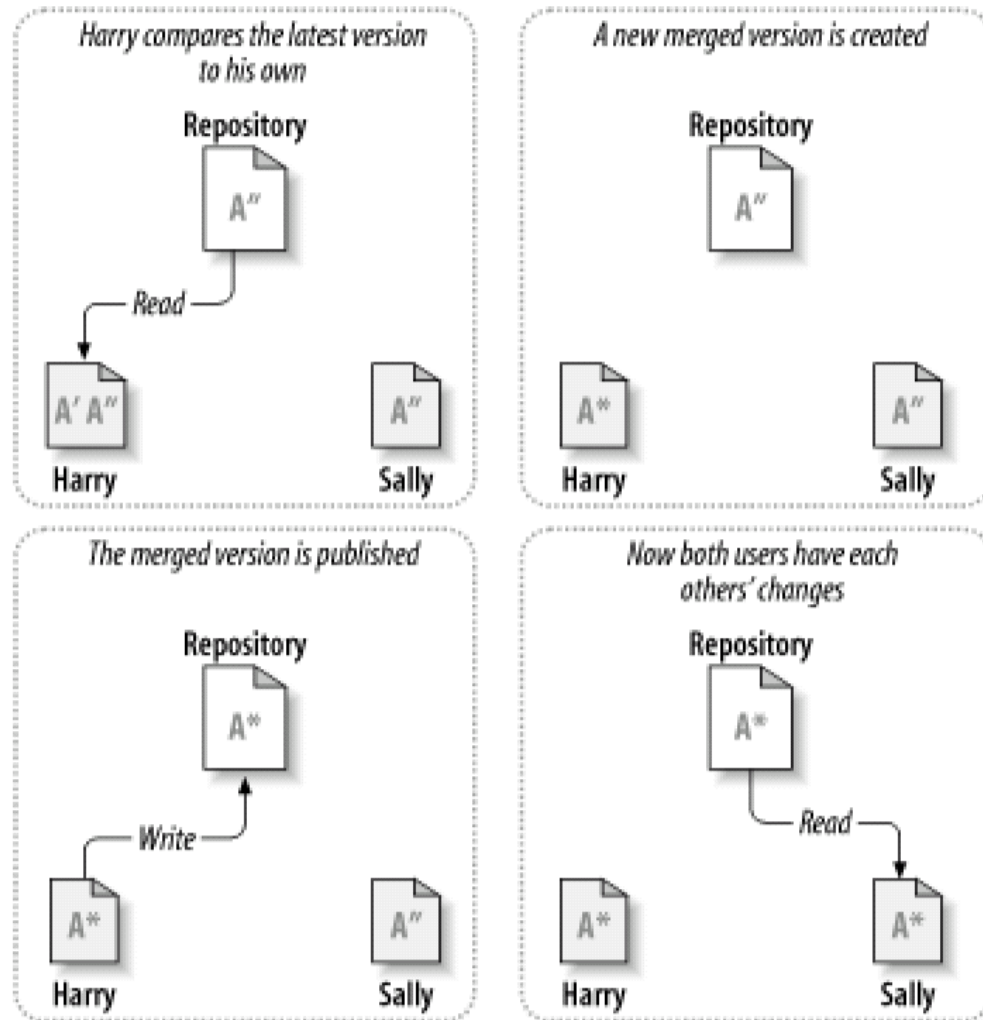 Harry compares the latest version
to his own
Repository
A″
Read
A′ A″
A″
Harry
Sally
A new merged version is created
Repository
A″
A*
A″
Harry
Sally
The merged version is published
Repository
A*
Write
A*
A″
Harry
Sally
Now both users have each
others’ changes
Repository
A*
Read
A*
A*
Harry
Sally